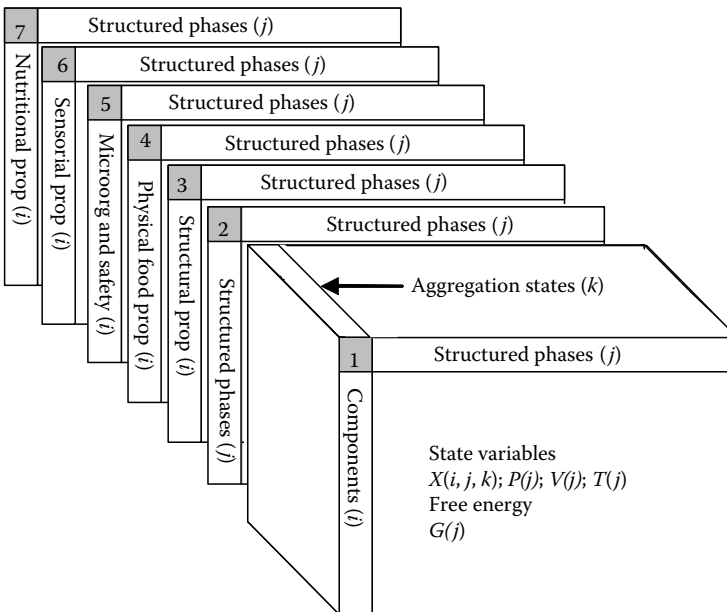 7
Structured phases (j)
Nutritional prop (i)
6
Structured phases (j)
Sensorial prop (i)
5
Structured phases (j)
Microorg and safety (i)
4
Structured phases (j)
Physical food prop (i)
3
Structured phases (j)
Structural prop (i)
2
Structured phases (j)
Structured phases (j)
Aggregation states (k)
1
Structured phases (j)
Components (i)
State variables
X(i, j, k); P(j); V(j); T(j)
Free energy
G(j)